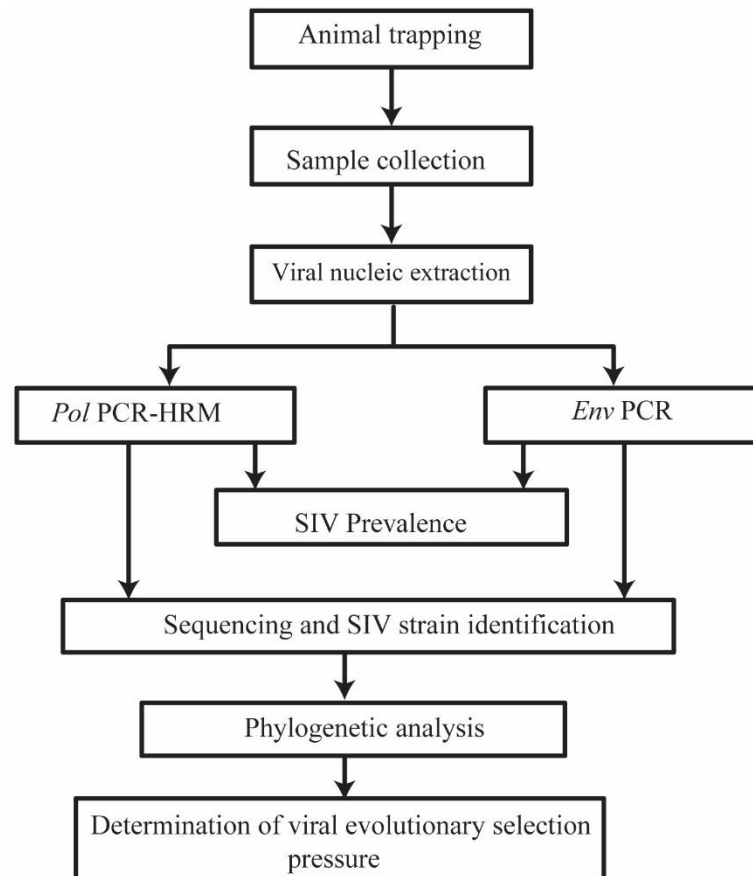 Animal trapping
Sample collection
Viral nucleic extraction
Pol PCR-HRM
Env PCR
SIV Prevalence
Sequencing and SIV strain identification
Phylogenetic analysis
Determination of viral evolutionary selection
pressure